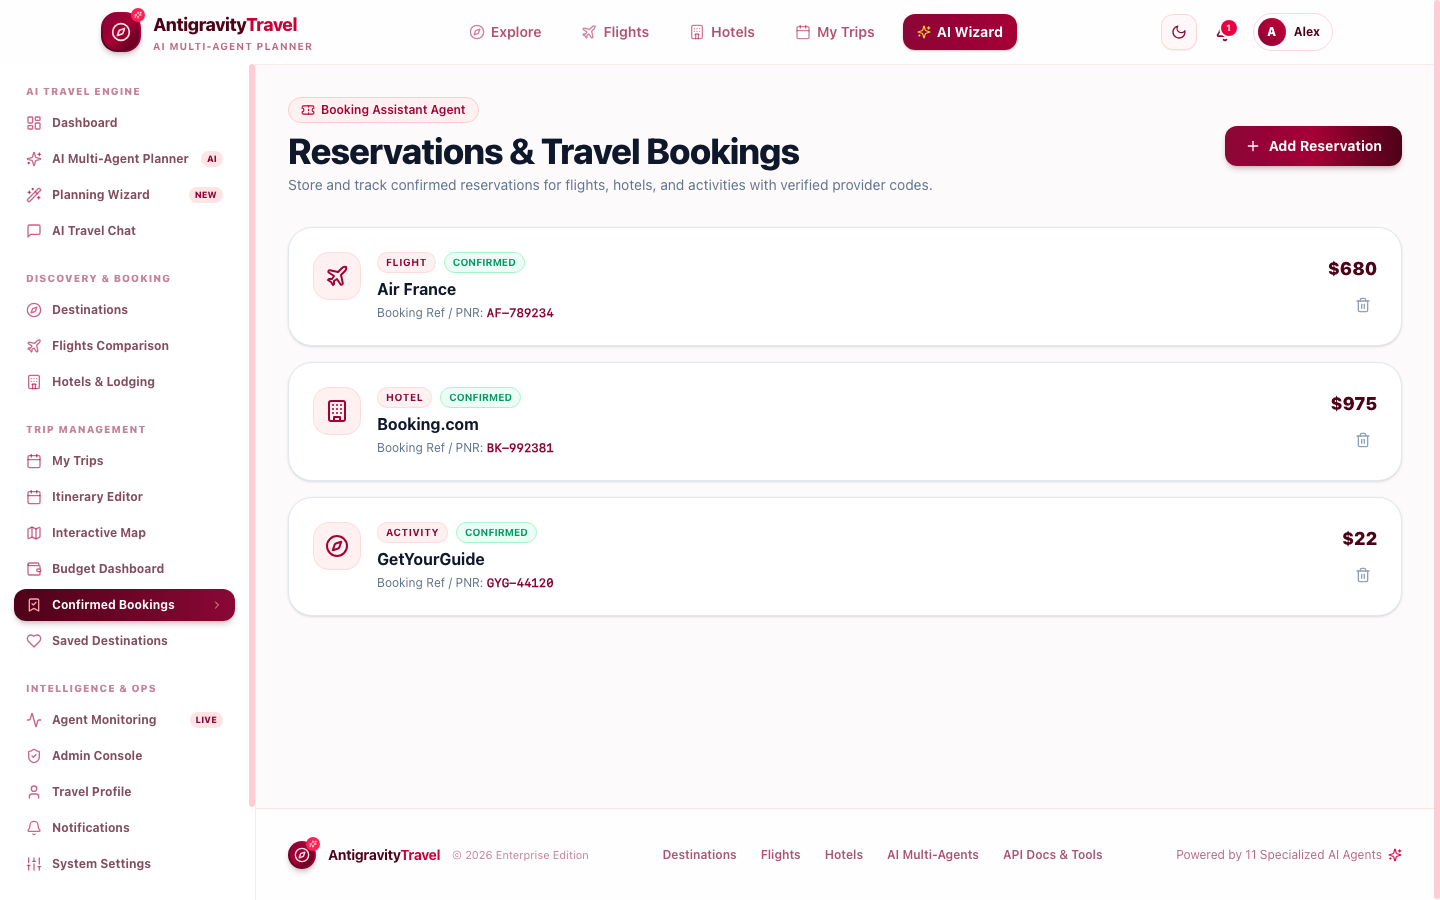 AntigravityTravel
AI MULTI-AGENT PLANNER
Explore
Flights
Hotels
My Trips
AI Wizard
1
A
Alex
AI TRAVEL ENGINE
Dashboard
AI Multi-Agent Planner AI
Planning Wizard NEW
AI Travel Chat
DISCOVERY & BOOKING
Destinations
Flights Comparison
Hotels & Lodging
TRIP MANAGEMENT
My Trips
Itinerary Editor
Interactive Map
Budget Dashboard
Confirmed Bookings
Saved Destinations
INTELLIGENCE & OPS
Agent Monitoring LIVE
Admin Console
Travel Profile
Notifications
System Settings
Booking Assistant Agent
Reservations & Travel Bookings
Store and track confirmed reservations for flights, hotels, and activities with verified provider codes.
Add Reservation
FLIGHT CONFIRMED
Air France
Booking Ref / PNR: AF-789234
$680
HOTEL CONFIRMED
Booking.com
Booking Ref / PNR: BK-992381
$975
ACTIVITY CONFIRMED
GetYourGuide
Booking Ref / PNR: GYG-44120
$22
AntigravityTravel © 2026 Enterprise Edition
Destinations
Flights
Hotels
AI Multi-Agents
API Docs & Tools
Powered by 11 Specialized AI Agents